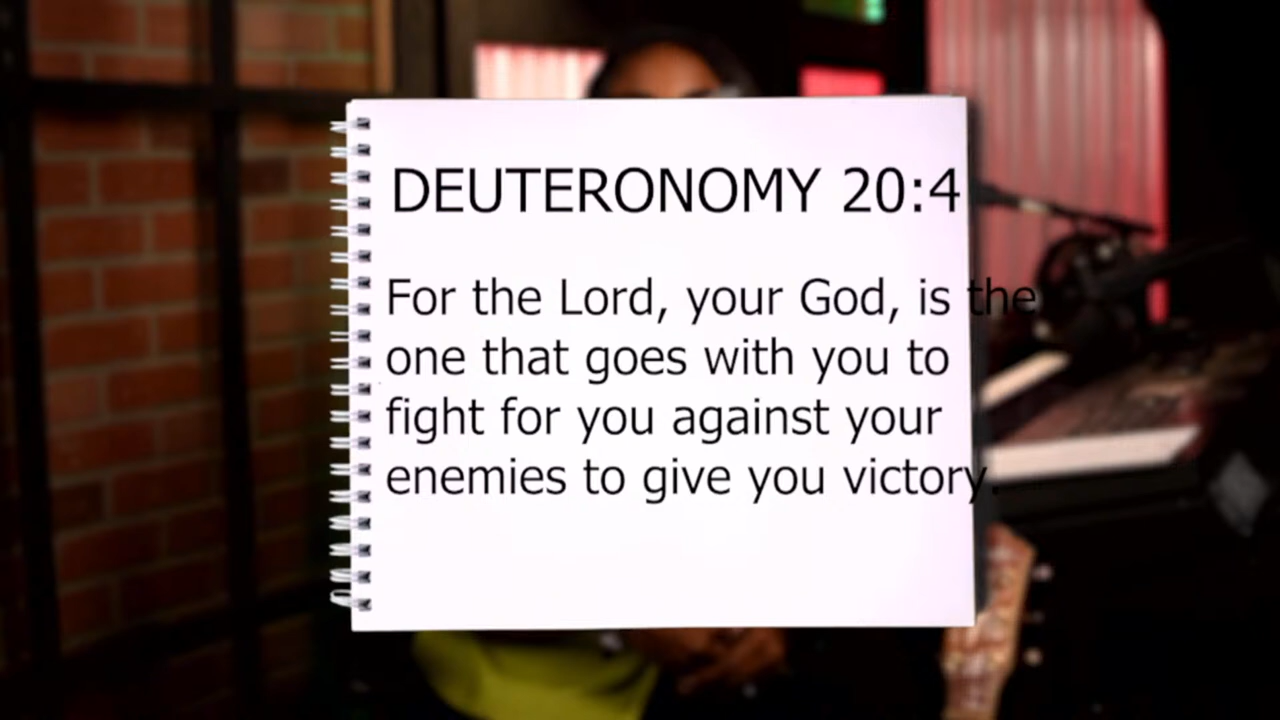 DEUTERONOMY 20:4
For the Lord, your God, is the
one that goes with you to
fight for you against your
enemies to give you victory.